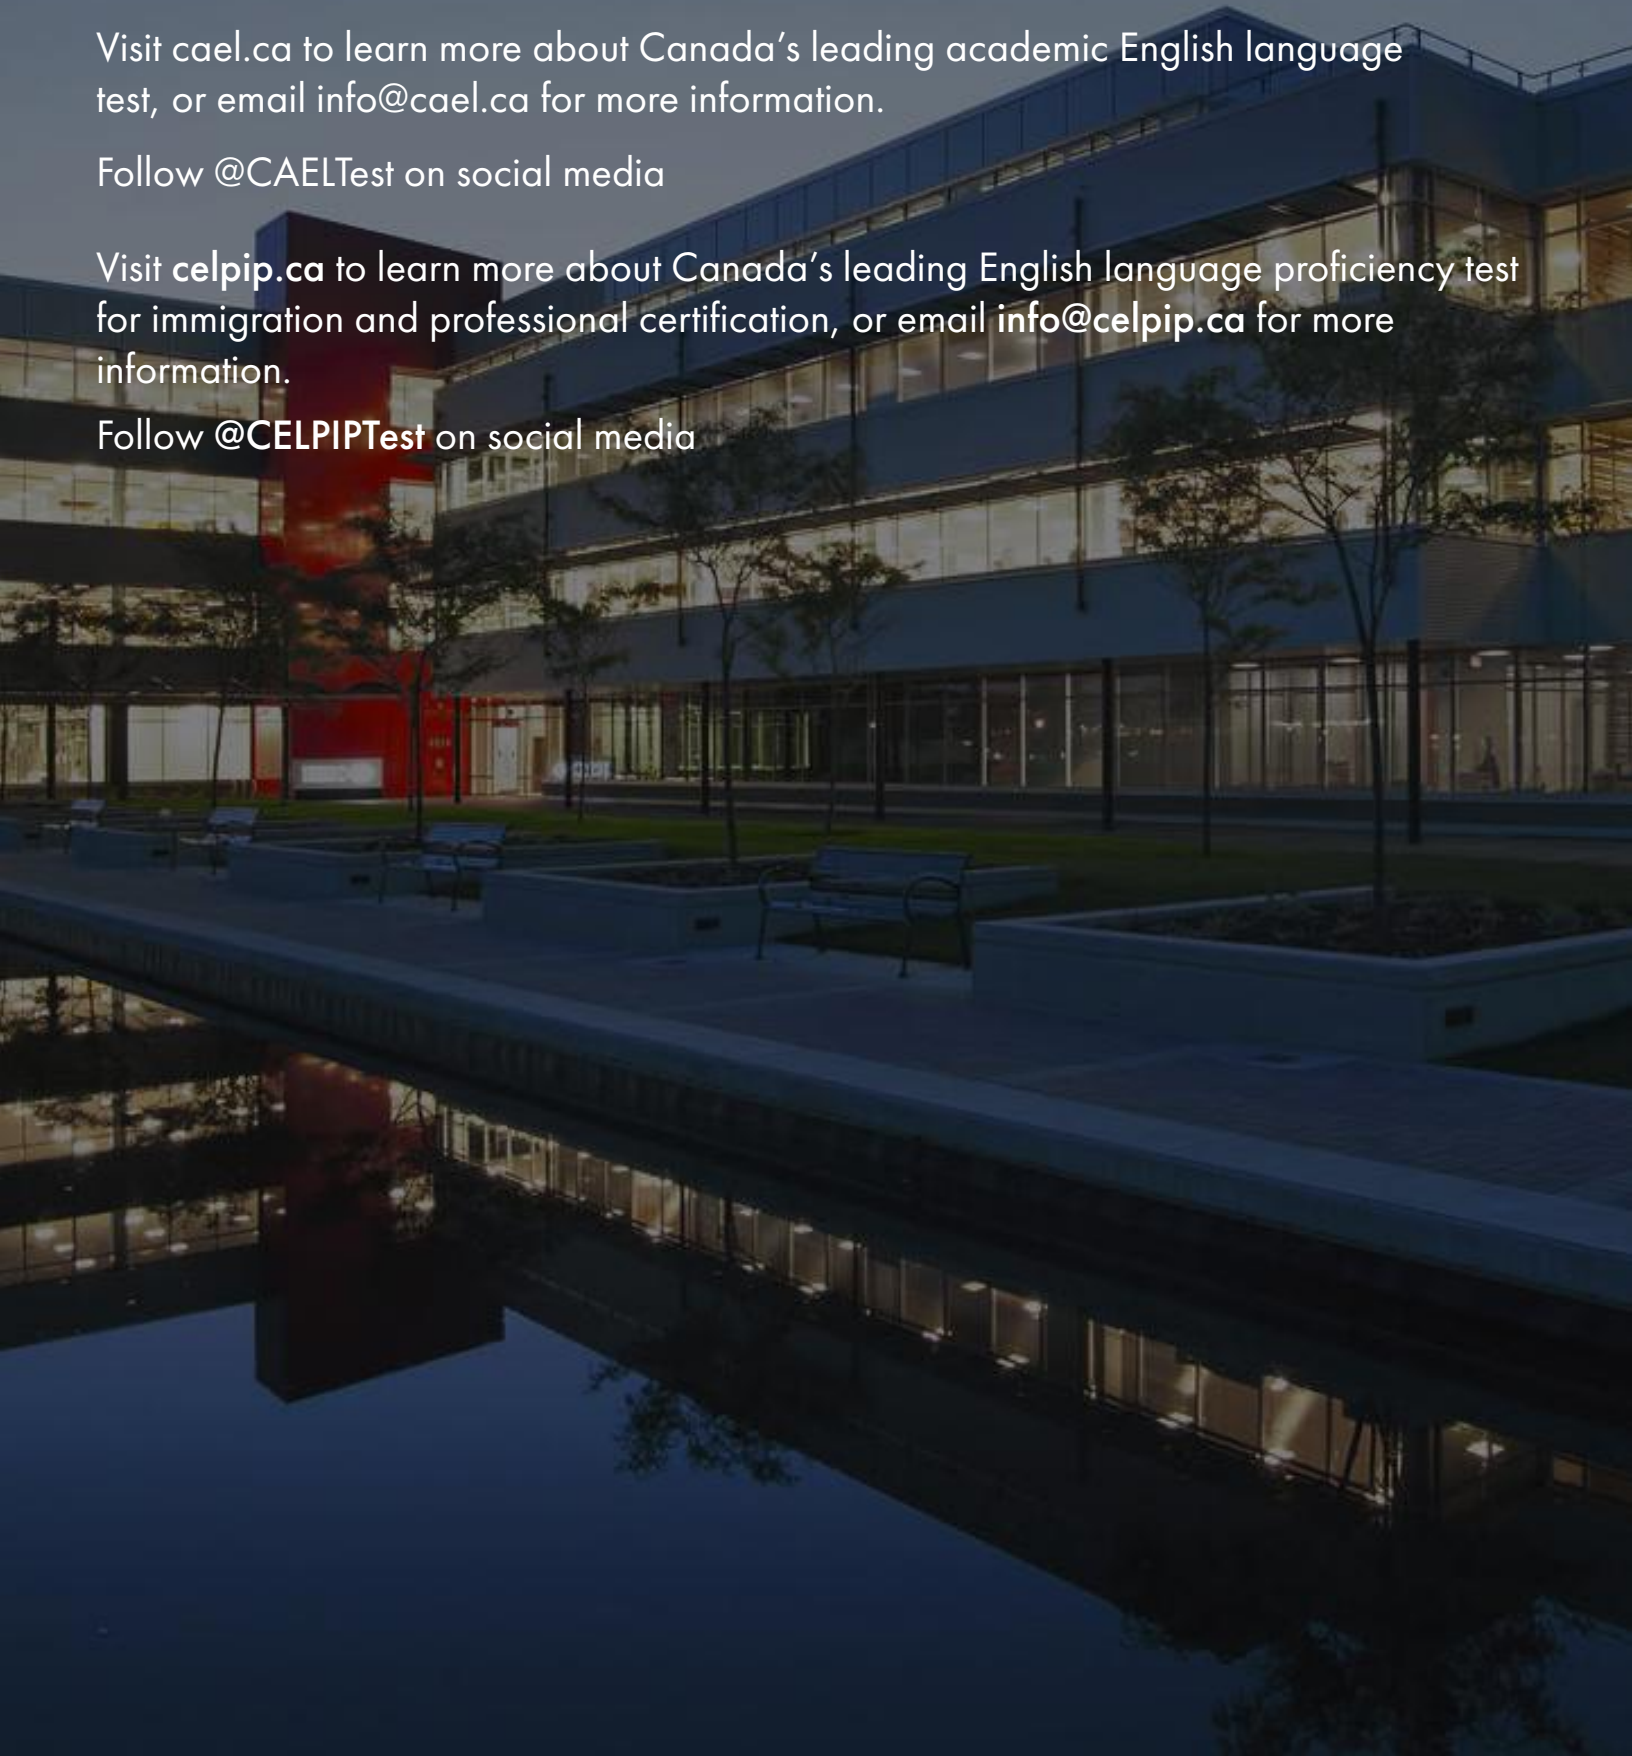 Visit cael.ca to learn more about Canada’s leading academic English language
test, or email info@cael.ca for more information.
Follow @CAELTest on social media
Visit celpip.ca to learn more about Canada’s leading English language proficiency test
for immigration and professional certification, or email info@celpip.ca for more
information.
Follow @CELPIPTest on social media